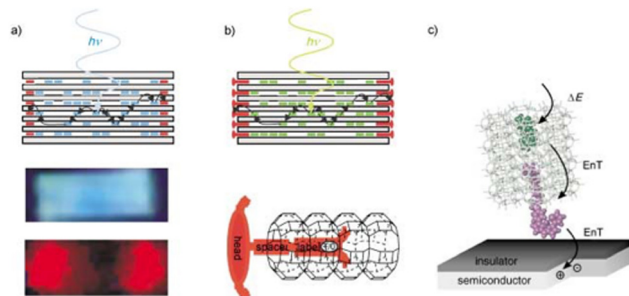 a)
hν
b)
hν
head
spacer
label
c)
ΔE
EnT
EnT
insulator
semiconductor
⊕
⊖